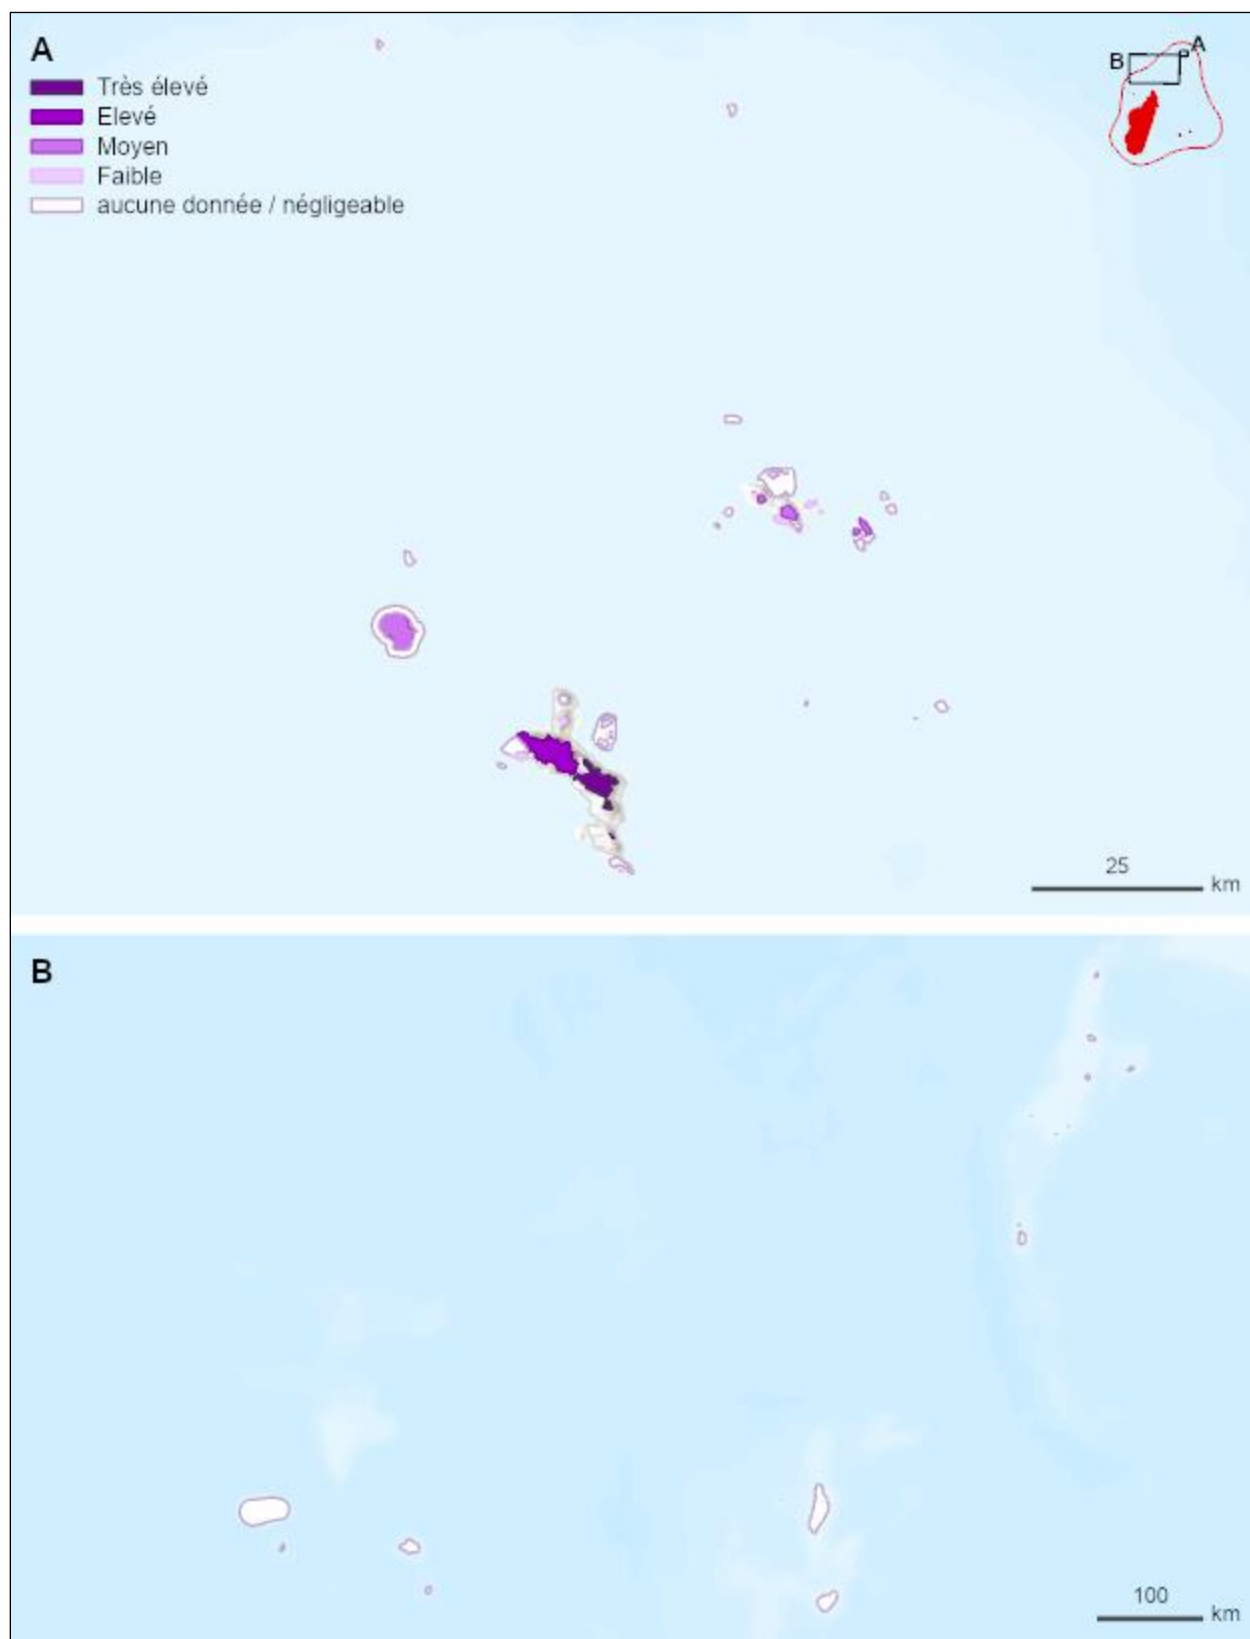 A
Très élevé
Elevé
Moyen
Faible
aucune donnée / négligeable
A
B
25
km
B
100
km